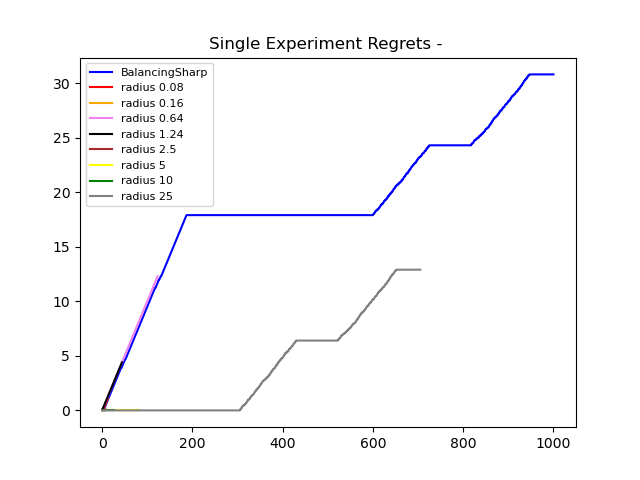 Single Experiment Regrets -
BalancingSharp
radius 0.08
radius 0.16
radius 0.64
radius 1.24
radius 2.5
radius 5
radius 10
radius 25
30
25
20
15
10
5
0
0 200 400 600 800 1000